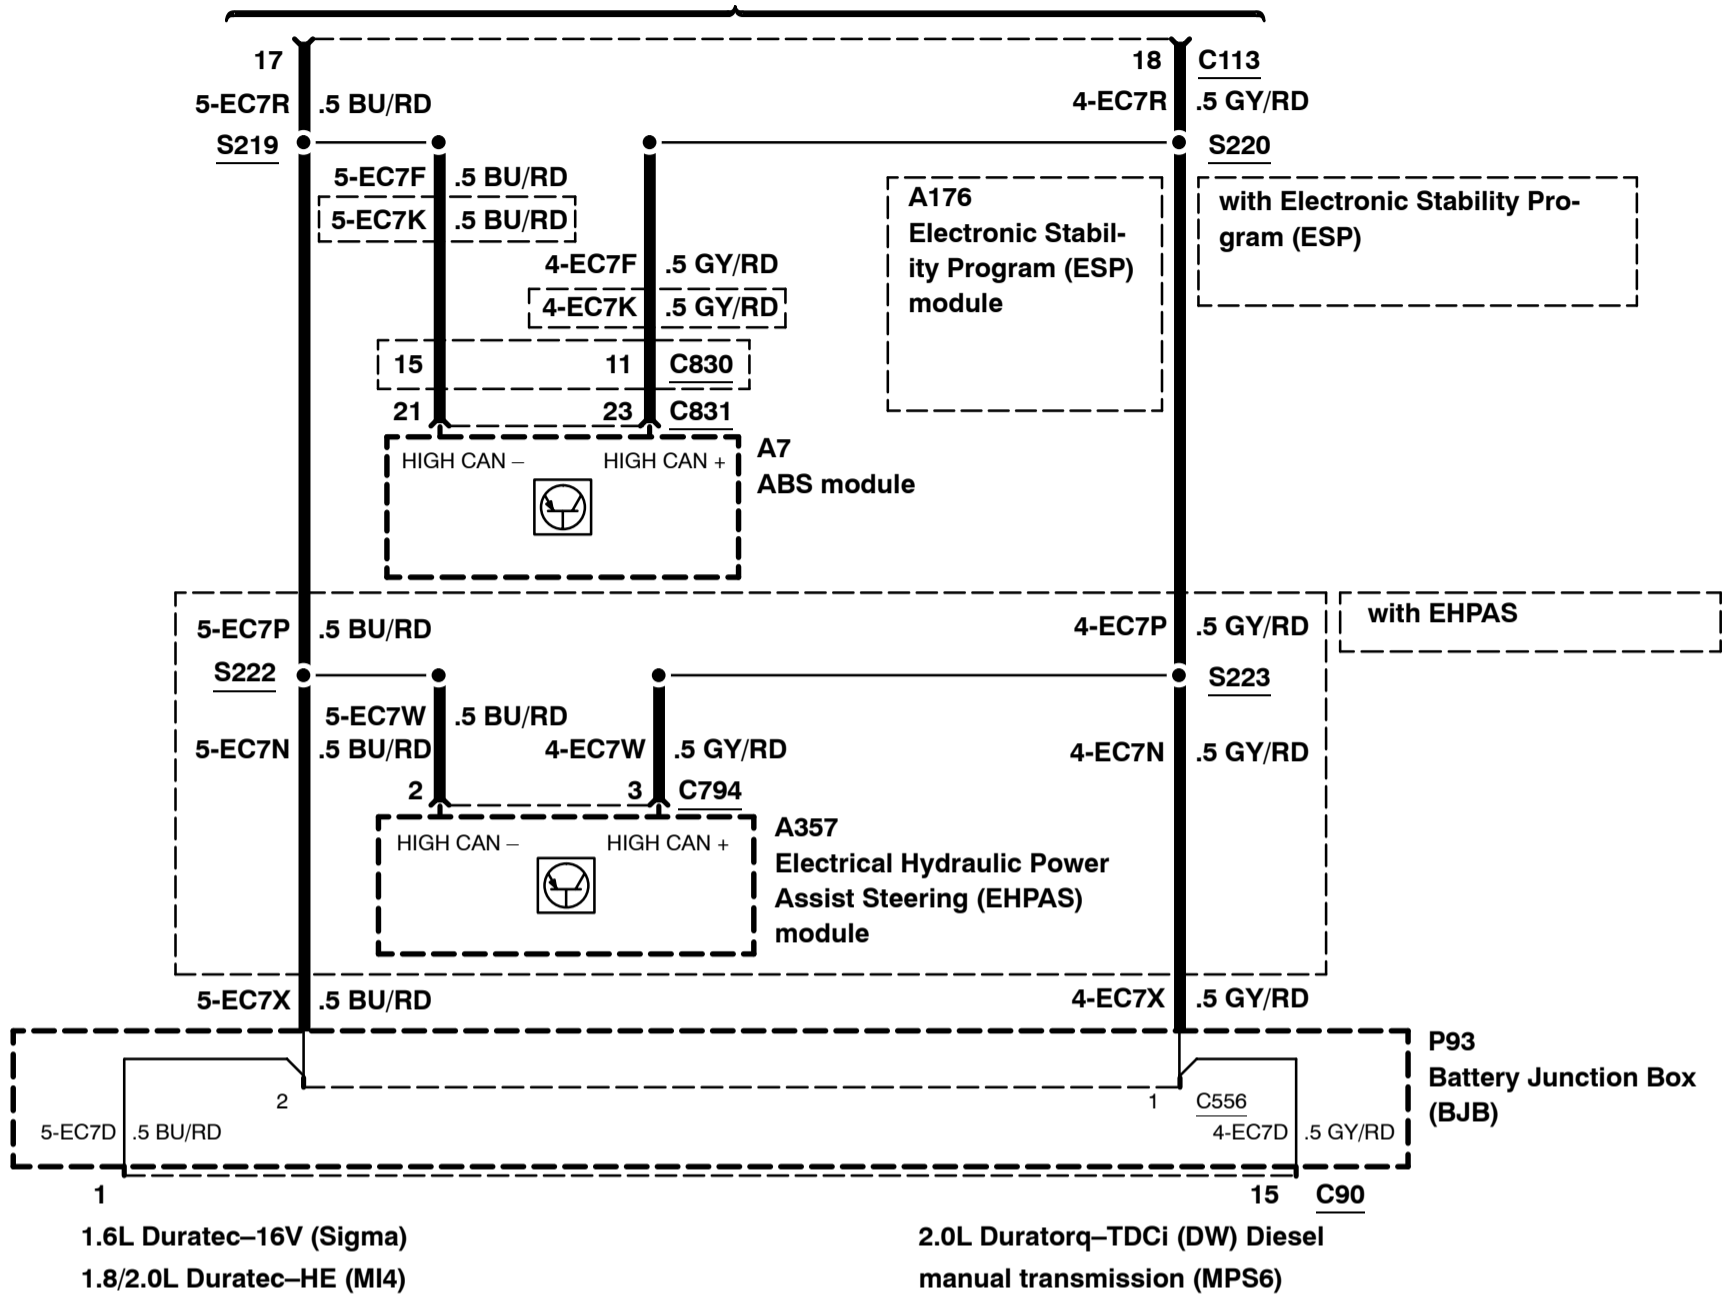 17
18 C113
5-EC7R .5 BU/RD
4-EC7R .5 GY/RD
S219
S220
5-EC7F .5 BU/RD
5-EC7K .5 BU/RD
4-EC7F .5 GY/RD
4-EC7K .5 GY/RD
A176
Electronic Stabil-
ity Program (ESP)
module
with Electronic Stability Pro-
gram (ESP)
15 11 C830
21 23 C831
HIGH CAN – HIGH CAN +
A7
ABS module
with EHPAS
5-EC7P .5 BU/RD
4-EC7P .5 GY/RD
S222
S223
5-EC7W .5 BU/RD
5-EC7N .5 BU/RD
4-EC7W .5 GY/RD
4-EC7N .5 GY/RD
2 3 C794
HIGH CAN – HIGH CAN +
A357
Electrical Hydraulic Power
Assist Steering (EHPAS)
module
5-EC7X .5 BU/RD
4-EC7X .5 GY/RD
P93
Battery Junction Box
(BJB)
2
1 C556
5-EC7D .5 BU/RD
4-EC7D .5 GY/RD
1
15 C90
1.6L Duratec–16V (Sigma)
1.8/2.0L Duratec–HE (MI4)
2.0L Duratorq–TDCi (DW) Diesel
manual transmission (MPS6)